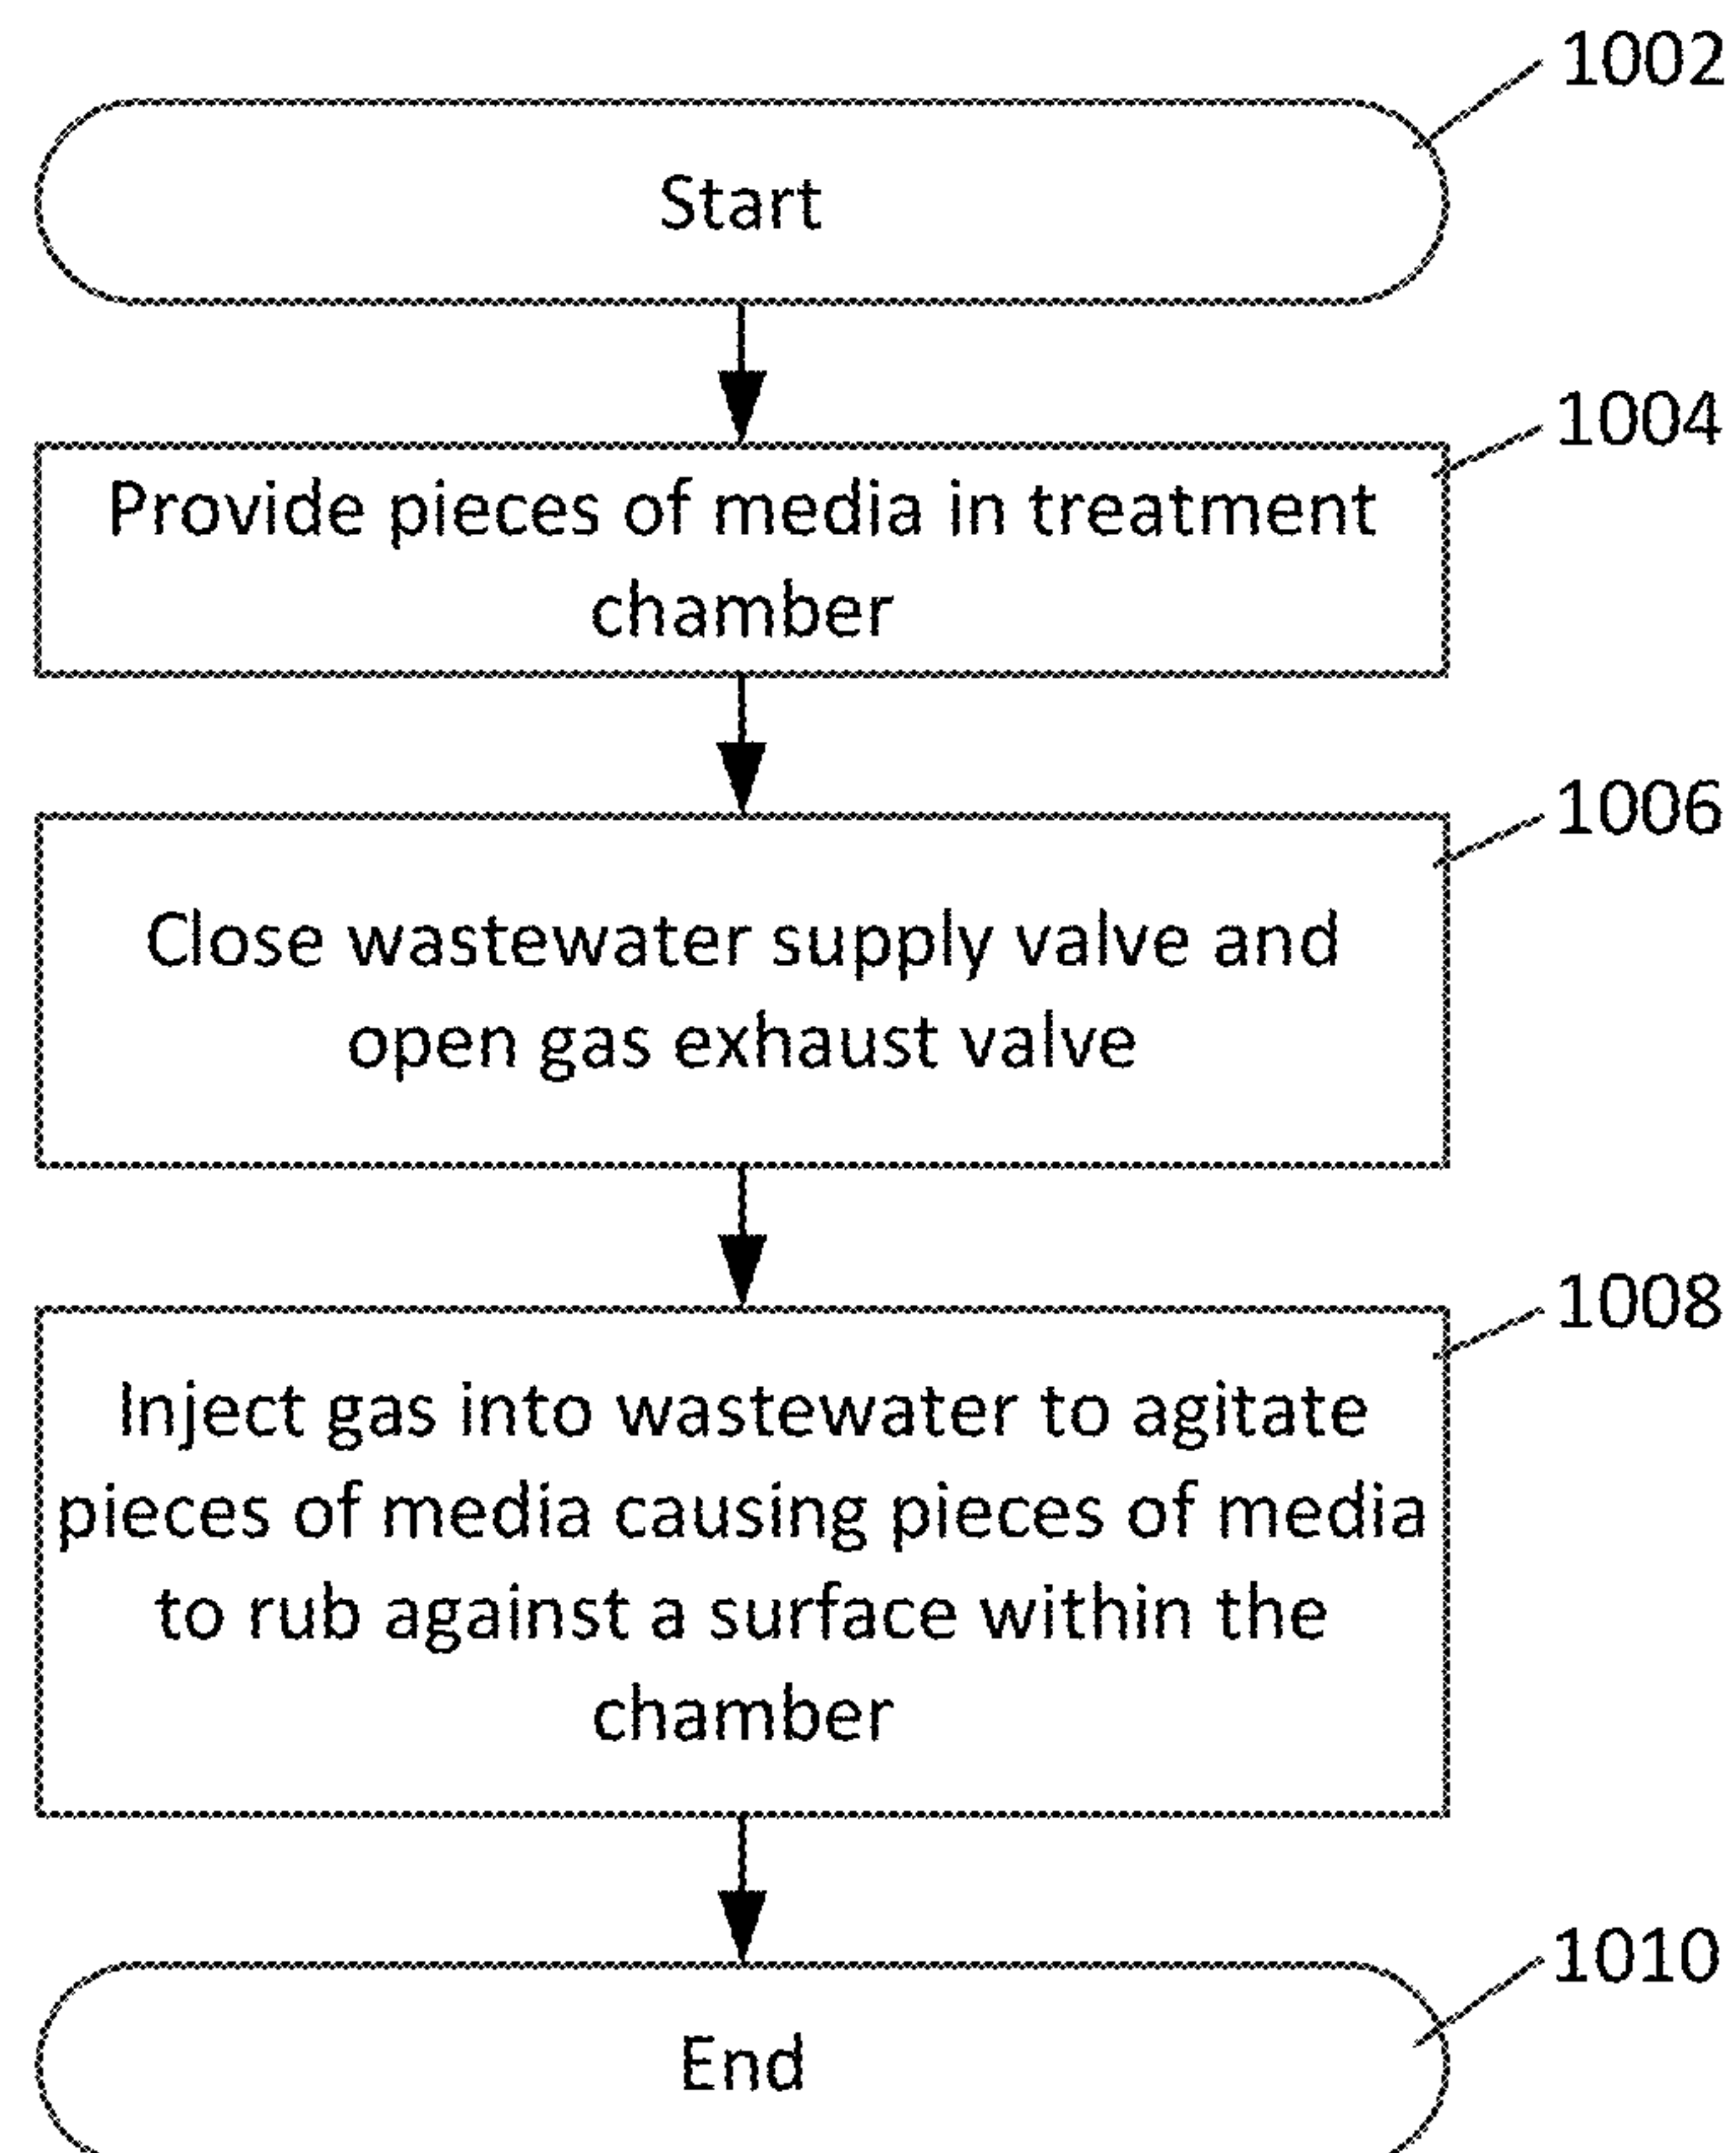 1002
Start
1004
Provide pieces of media in treatment
chamber
1006
Close wastewater supply valve and
open gas exhaust valve
1008
Inject gas into wastewater to agitate
pieces of media causing pieces of media
to rub against a surface within the
chamber
1010
End